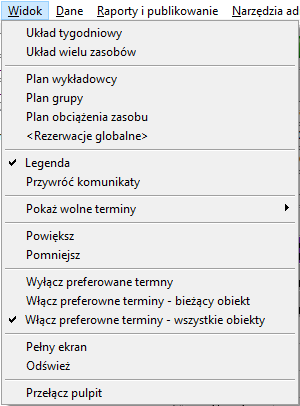 Widok Dane Raporty i publikowanie Narzędzia ad
Układ tygodniowy
Układ wielu zasobów
Plan wykładowcy
Plan grupy
Plan obciążenia zasobu
<Rezerwacje globalne>
Legenda
Przywróć komunikaty
Pokaż wolne terminy
Powiększ
Pomniejsz
Wyłącz preferowane termny
Włącz preferowne terminy - bieżący obiekt
Włącz preferowne terminy - wszystkie obiekty
Pełny ekran
Odśwież
Przełącz pulpit